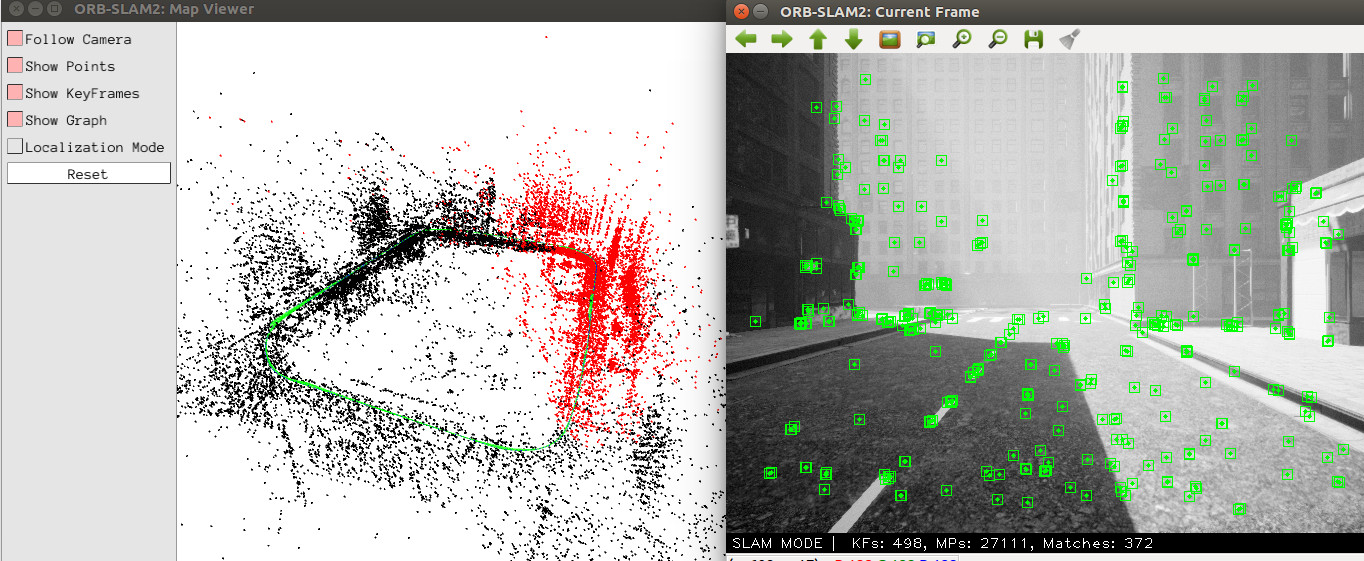 ORB-SLAM2: Map Viewer
Follow Camera
Show Points
Show KeyFrames
Show Graph
Localization Mode
Reset
ORB-SLAM2: Current Frame
SLAM MODE | KFs: 498, MPs: 27111, Matches: 372